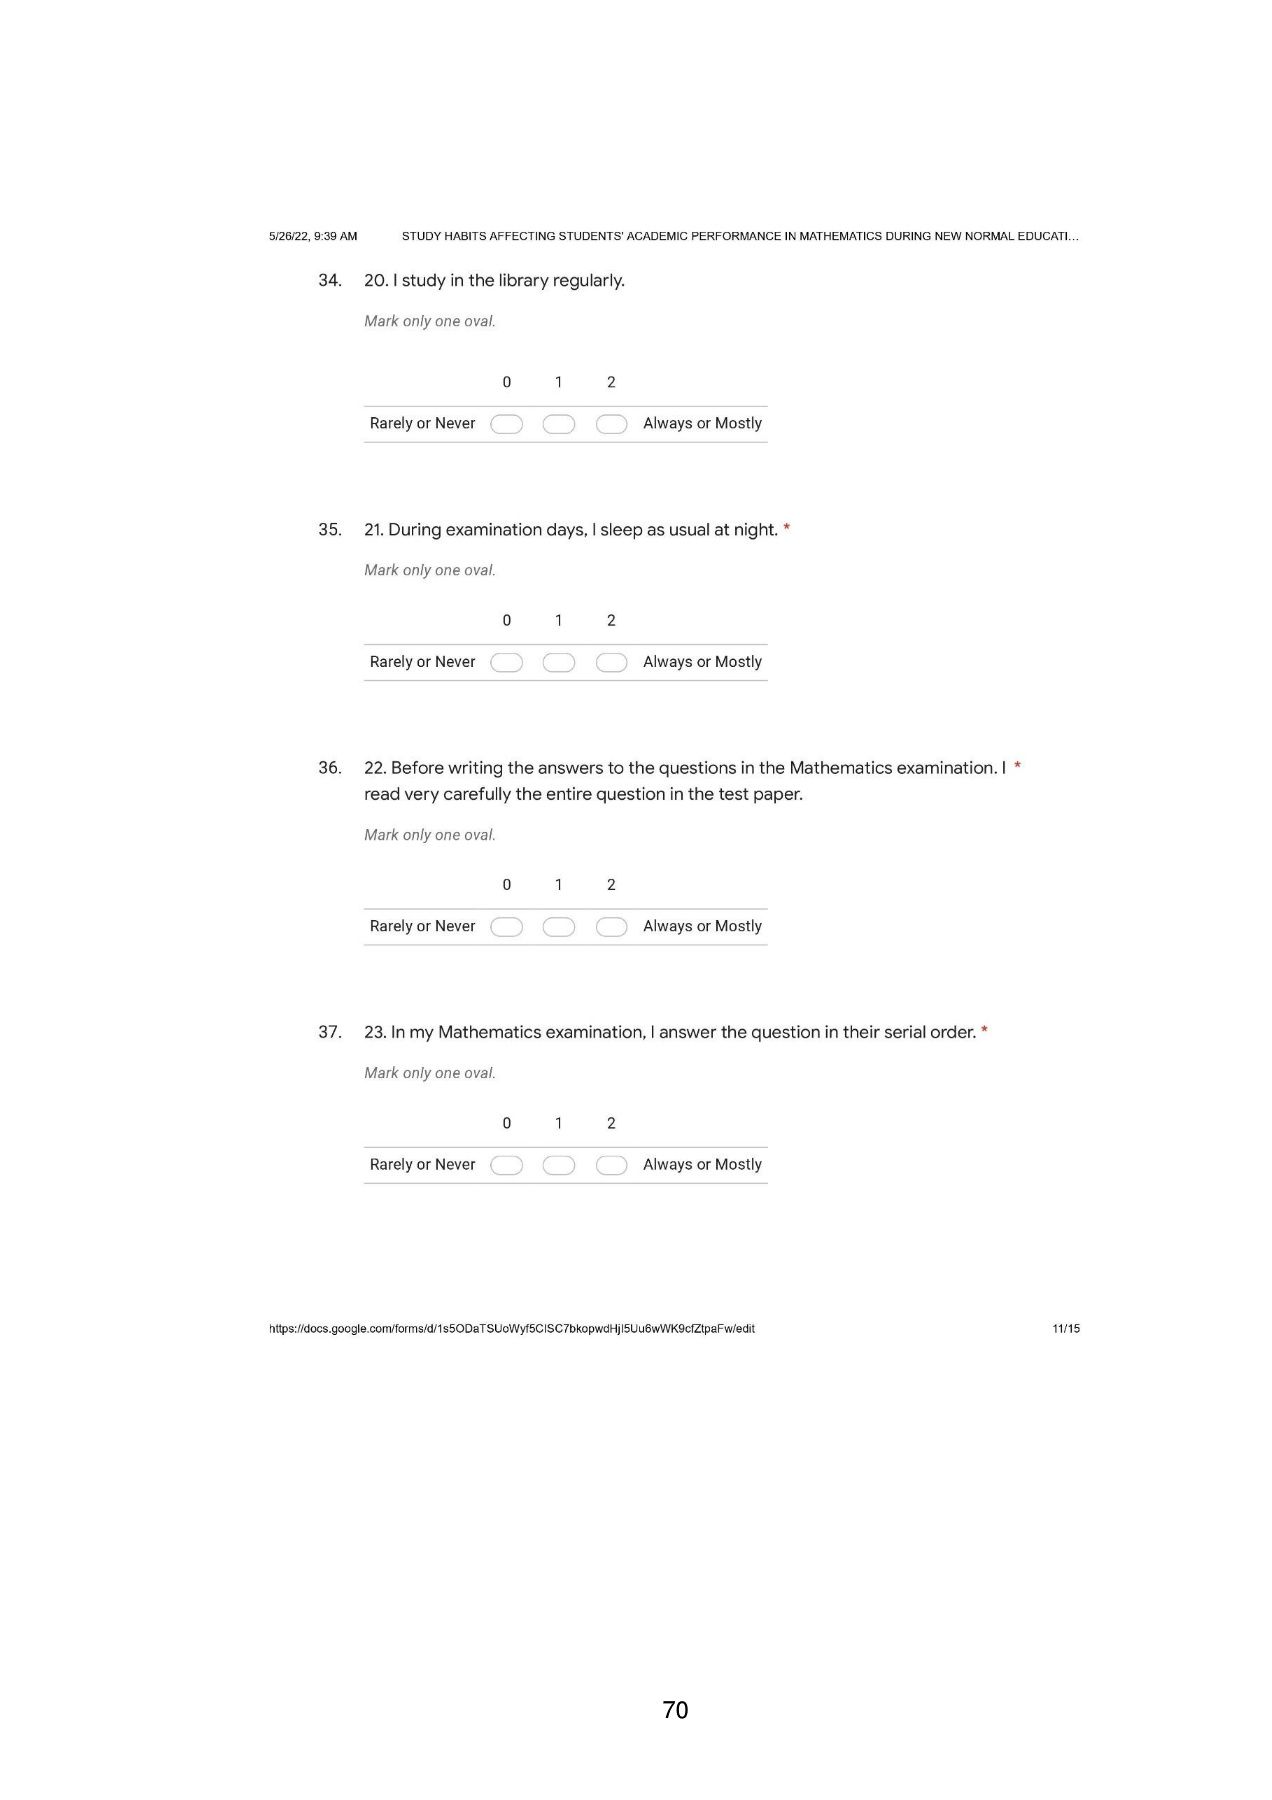 5/26/22, 9:39 AM STUDY HABITS AFFECTING STUDENTS' ACADEMIC PERFORMANCE IN MATHEMATICS DURING NEW NORMAL EDUCATI...
34. 20. I study in the library regularly.
Mark only one oval.
0 1 2
Rarely or Never Always or Mostly
35. 21. During examination days, I sleep as usual at night. *
Mark only one oval.
0 1 2
Rarely or Never Always or Mostly
36. 22. Before writing the answers to the questions in the Mathematics examination. I *
read very carefully the entire question in the test paper.
Mark only one oval.
0 1 2
Rarely or Never Always or Mostly
37. 23. In my Mathematics examination, I answer the question in their serial order. *
Mark only one oval.
0 1 2
Rarely or Never Always or Mostly
https://docs.google.com/forms/d/1s5ODaTSUoWyf5CISC7bkopwdHjI5Uu6wWK9cfZtpaFw/edit 11/15
70